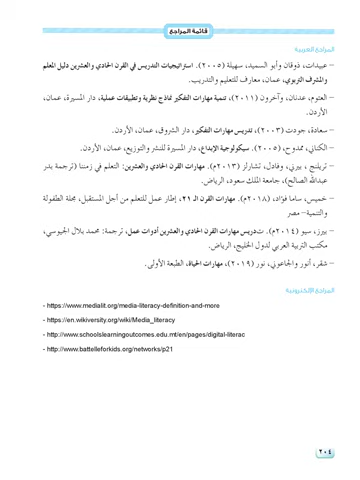 قائمة المراجع
المراجع العربية
– عبيدات، ذوقان وأبو السميد، سهيلة (٢٠٠٥). استراتيجيات التدريس في القرن الحادي والعشرين دليل المعلم
والمشرف التربوي، عمان، معارف للتعليم والتدريب.
– العتوم، عدنان، وآخرون (٢٠١١)، تنمية مهارات التفكير نماذج نظرية وتطبيقات عملية، دار المسيرة، عمان،
الأردن.
– سعادة، جودت (٢٠٠٣)، تدريس مهارات التفكير، دار الشروق، عمان، الأردن.
– الكناني، ممدوح، (٢٠٠٥). سيكولوجية الإبداع، دار المسيرة للنشر والتوزيع، عمان، الأردن.
– تريلنج ، بيرني، وفادل، تشارلز (٢٠١٣م). مهارات القرن الحادي والعشرين: التعلم في زمننا (ترجمة بدر
عبدالله الصالح)، جامعة الملك سعود، الرياض.
– خميس، ساما فؤاد، (٢٠١٨م). مهارات القرن الـ ٢١، إطار عمل للتعلم من أجل المستقبل، مجلة الطفولة
والتنمية– مصر
– بيرز، سيو (٢٠١٤م). تدريس مهارات القرن الحادي والعشرين أدوات عمل، ترجمة: محمد بلال الجيوسي،
مكتب التربية العربي لدول الخليج، الرياض.
– شقر، أنور والجاعوني، نور (٢٠١٩)، مهارات الحياة، الطبعة الأولى.
المراجع الإلكترونية
- https://www.medialit.org/media-literacy-definition-and-more
- https://en.wikiversity.org/wiki/Media_literacy
- http://www.schoolslearningoutcomes.edu.mt/en/pages/digital-literac
- http://www.battelleforkids.org/networks/p21
٢٠٤